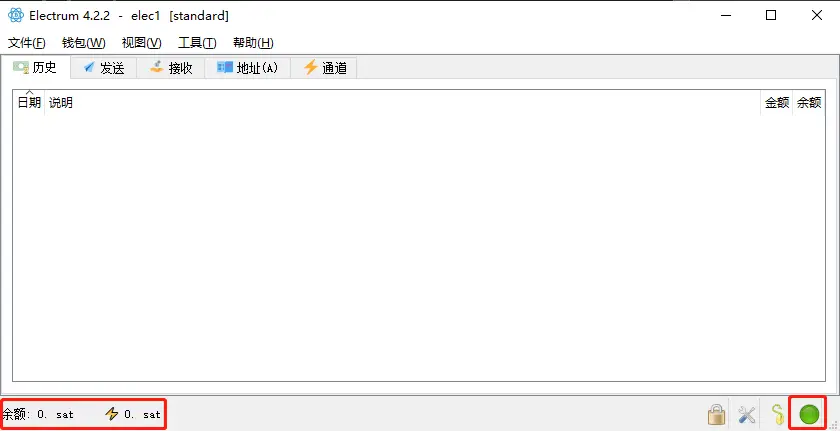 Electrum 4.2.2 - elec1 [standard]
文件(F) 钱包(W) 视图(V) 工具(T) 帮助(H)
历史 发送 接收 地址(A) 通道
日期 说明 金额 余额
余额: 0. sat 0. sat